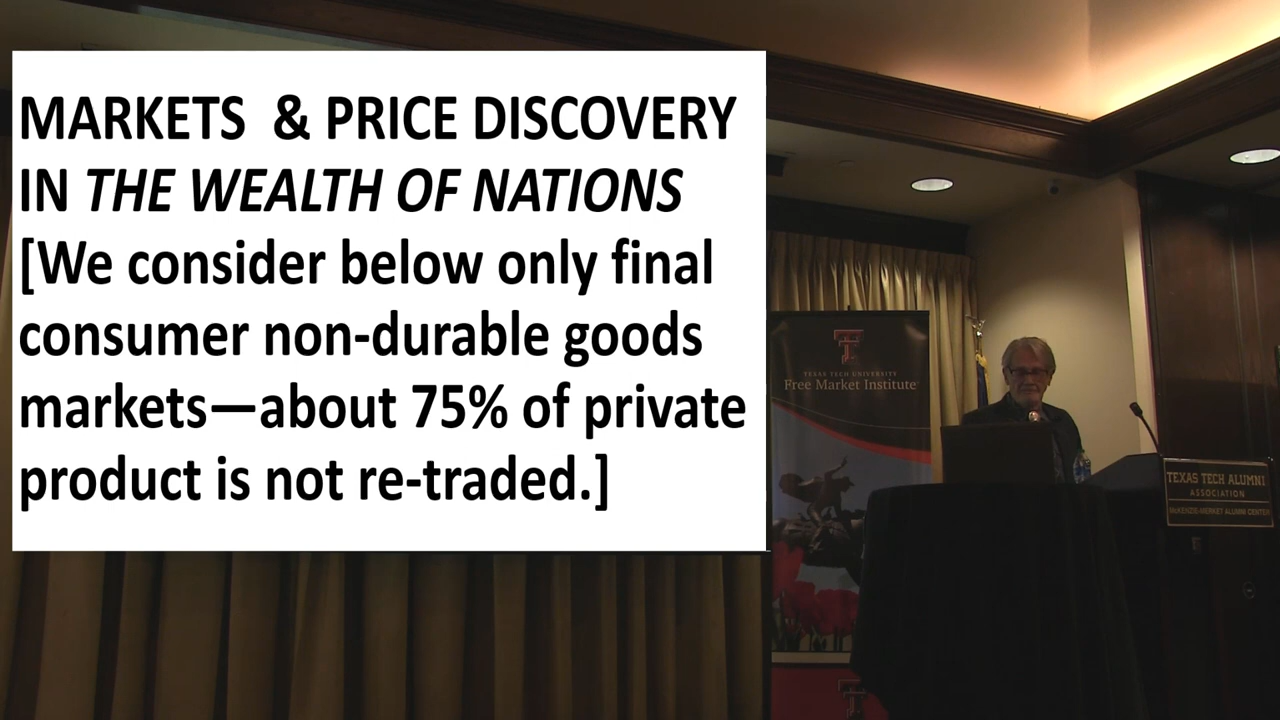 MARKETS & PRICE DISCOVERY
IN THE WEALTH OF NATIONS
[We consider below only final
consumer non-durable goods
markets—about 75% of private
product is not re-traded.]
TEXAS TECH UNIVERSITY
Free Market Institute
TEXAS TECH ALUMNI
ASSOCIATION
McKENZIE-MERKET ALUMNI CENTER